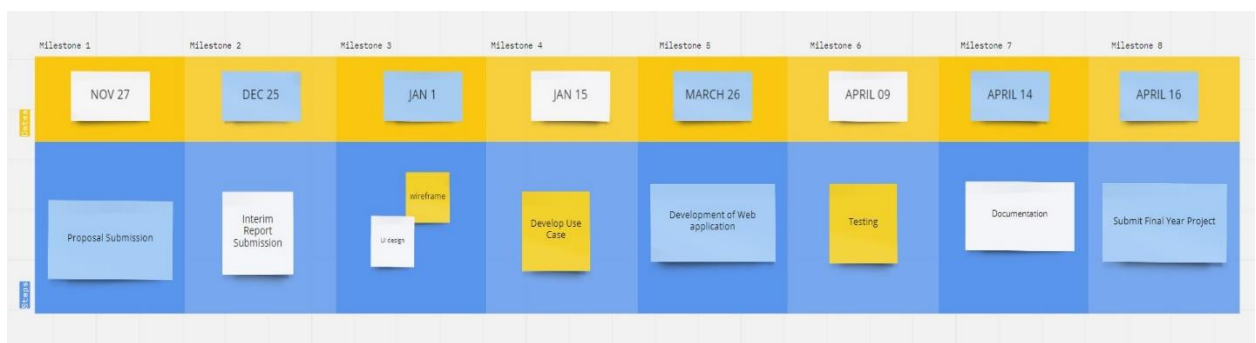 Milestone 1
Milestone 2
Milestone 3
Milestone 4
Milestone 5
Milestone 6
Milestone 7
Milestone 8
Dates
NOV 27
DEC 25
JAN 1
JAN 15
MARCH 26
APRIL 09
APRIL 14
APRIL 16
Steps
Proposal Submission
Interim
Report
Submission
wireframe
UI design
Develop Use
Case
Development of Web
application
Testing
Documentation
Submit Final Year Project